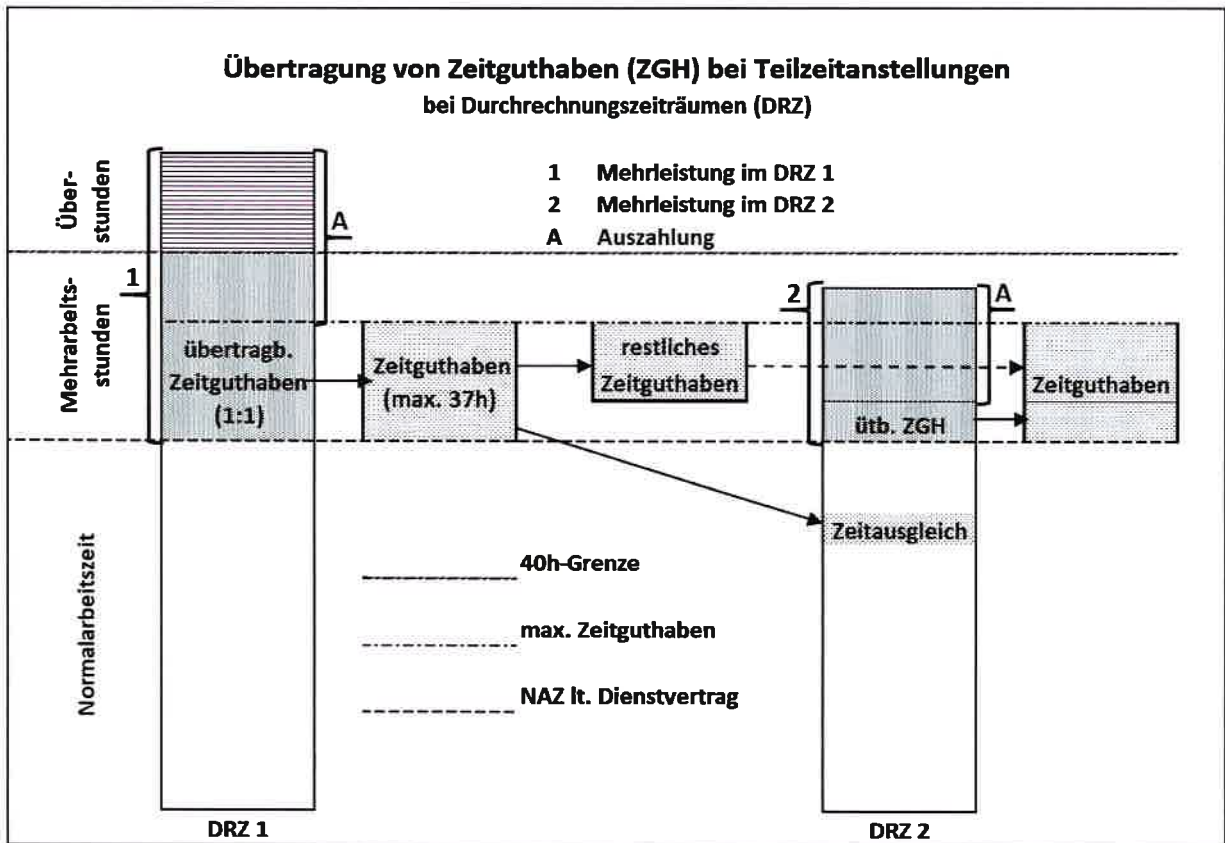 Übertragung von Zeitguthaben (ZGH) bei Teilzeitanstellungen
bei Durchrechnungszeiträumen (DRZ)
Über-
stunden
A
1 Mehrleistung im DRZ 1
2 Mehrleistung im DRZ 2
A Auszahlung
Mehrarbeits-
stunden
1
übertragb.
Zeitguthaben
(1:1)
Zeitguthaben
(max. 37h)
restliches
Zeitguthaben
2
A
ütb. ZGH
Zeitguthaben
Normalarbeitszeit
Zeitausgleich
40h-Grenze
max. Zeitguthaben
NAZ lt. Dienstvertrag
DRZ 1
DRZ 2